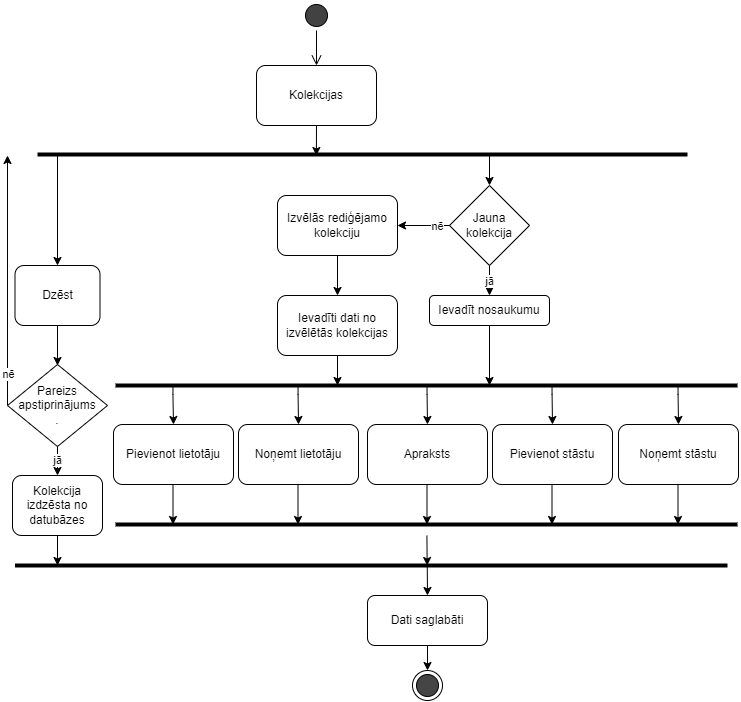 Kolekcijas
Izvēlās rediģējamo
kolekciju
nē
Jauna
kolekcija
jā
Dzēst
Ievadīti dati no
izvēlētās kolekcijas
Ievadīt nosaukumu
nē
Pareizs
apstiprinājums
.
jā
Pievienot lietotāju
Noņemt lietotāju
Apraksts
Pievienot stāstu
Noņemt stāstu
Kolekcija
izdzēsta no
datubāzes
Dati saglabāti